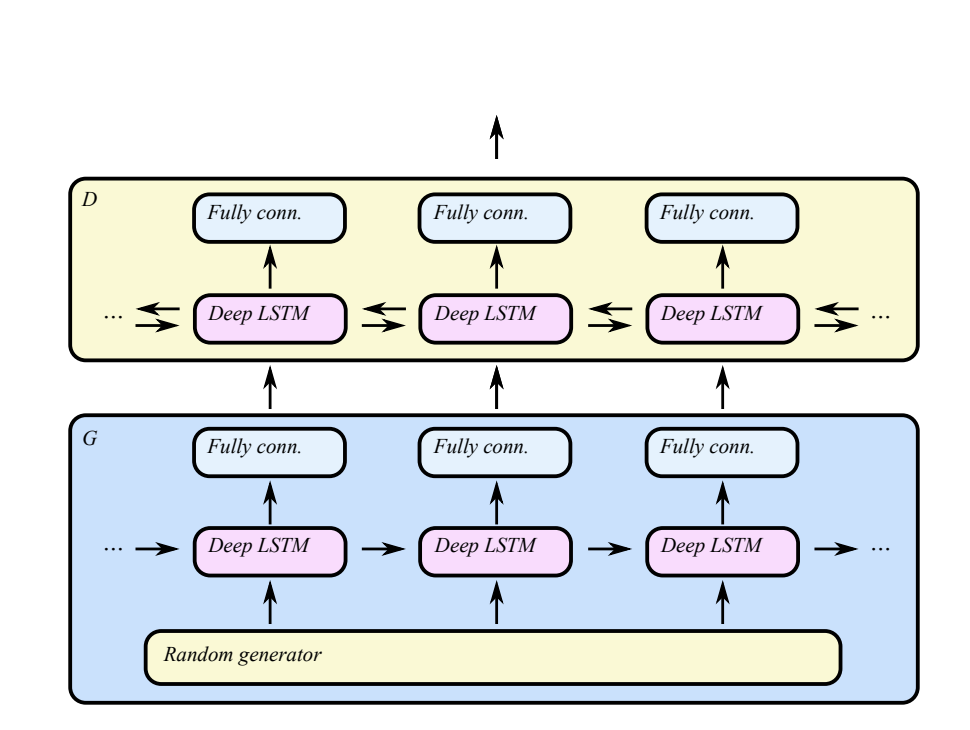 D
Fully conn. Fully conn. Fully conn.
... Deep LSTM Deep LSTM Deep LSTM ...
G
Fully conn. Fully conn. Fully conn.
... Deep LSTM Deep LSTM Deep LSTM ...
Random generator